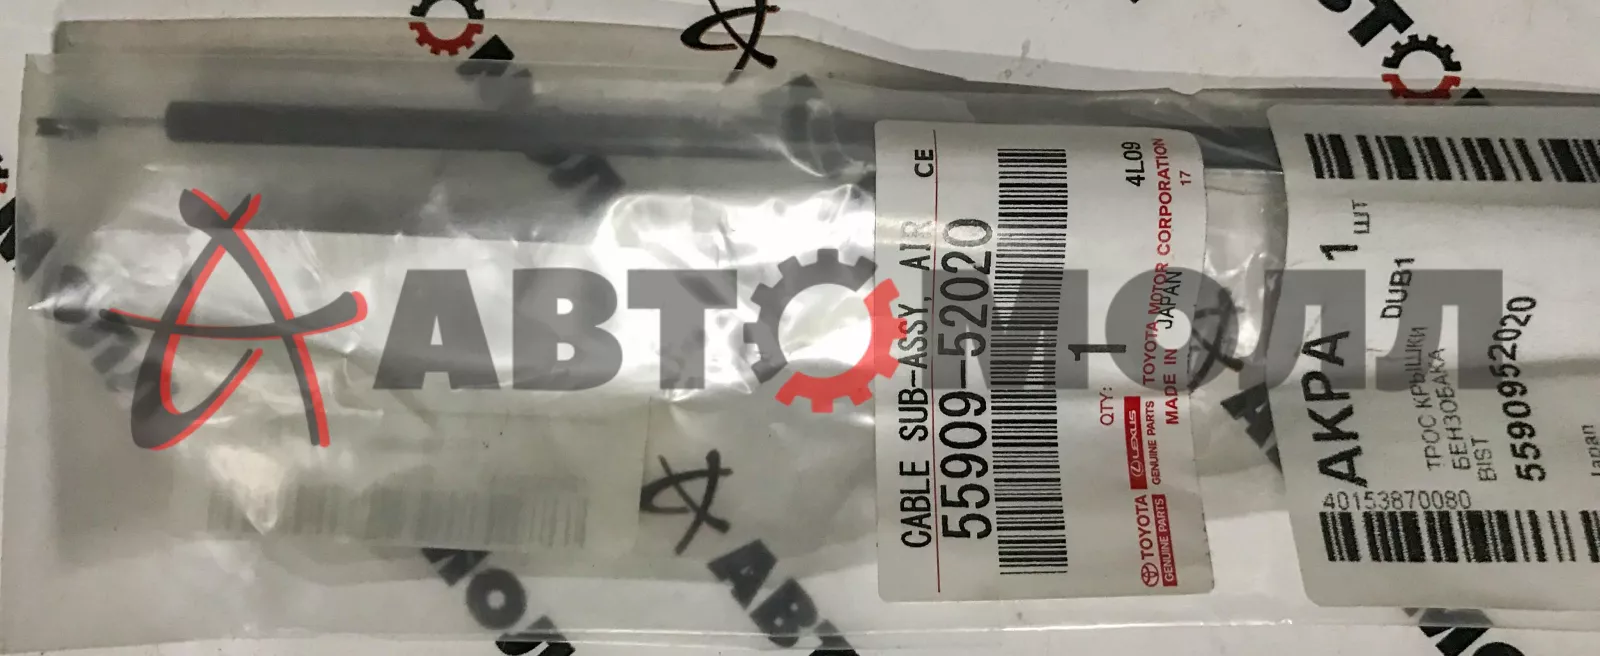 АВТОМОЛЛ
CABLE SUB-ASSY, AIR CE
55909-52020
QTY: 1
4L09
TOYOTA GENUINE PARTS
LEXUS GENUINE PARTS
TOYOTA MOTOR CORPORATION
MADE IN JAPAN 17
АКРА 1 шт
DUB1
ТРОС КРЫШКИ
БЕНЗОБАКА
BIST
5590952020
Japan
40153870080